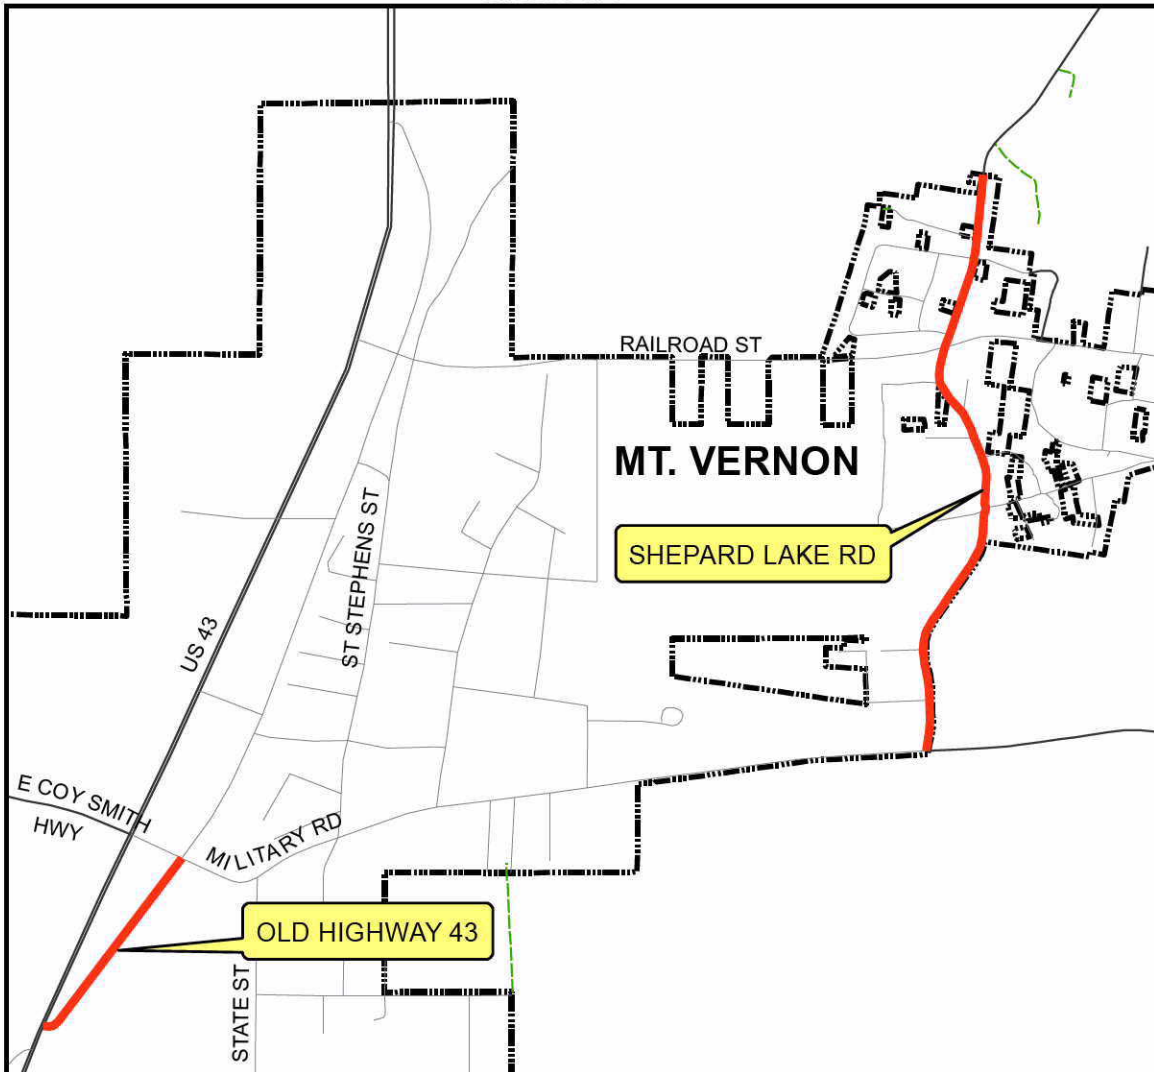 RAILROAD ST
MT. VERNON
ST STEPHENS ST
SHEPARD LAKE RD
US 43
E COY SMITH
HWY
MILITARY RD
OLD HIGHWAY 43
STATE ST